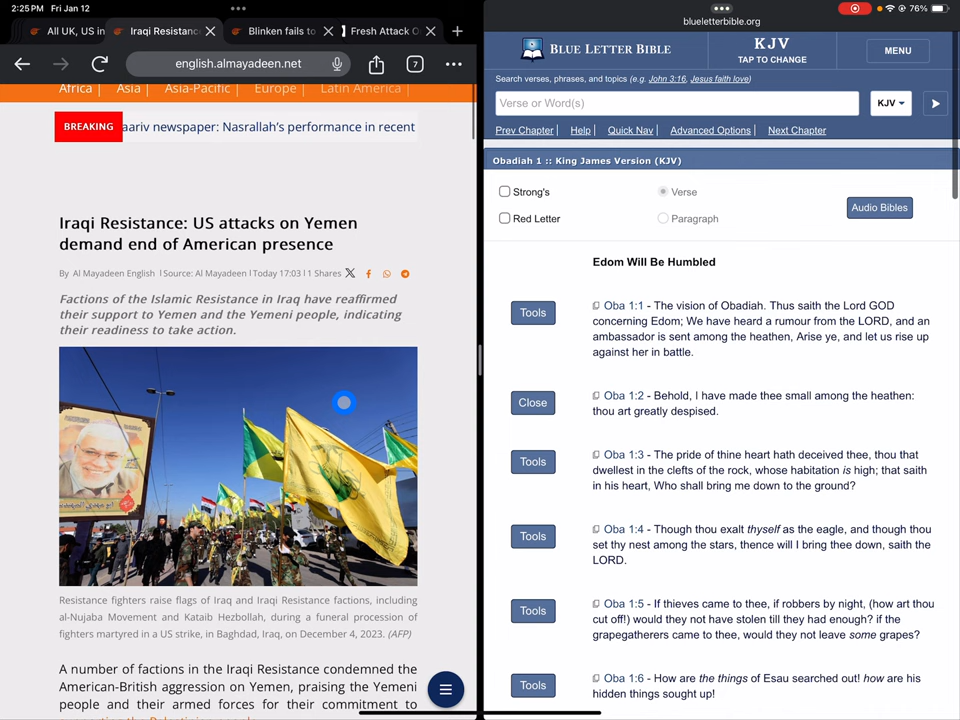 2:25 PM Fri Jan 12
All UK, US in
Iraqi Resistanc
Blinken fails to
Fresh Attack O
english.almayadeen.net
7
Africa | Asia | Asia-Pacific | Europe | Latin America |
BREAKING aariv newspaper: Nasrallah's performance in recent
Iraqi Resistance: US attacks on Yemen
demand end of American presence
By Al Mayadeen English | Source: Al Mayadeen | Today 17:03 | 1 Shares
Factions of the Islamic Resistance in Iraq have reaffirmed
their support to Yemen and the Yemeni people, indicating
their readiness to take action.
Resistance fighters raise flags of Iraq and Iraqi Resistance factions, including
al-Nujaba Movement and Kataib Hezbollah, during a funeral procession of
fighters martyred in a US strike, in Baghdad, Iraq, on December 4, 2023. (AFP)
A number of factions in the Iraqi Resistance condemned the
American-British aggression on Yemen, praising the Yemeni
people and their armed forces for their commitment to
supporting the Palestinian people
76%
blueletterbible.org
BLUE LETTER BIBLE
KJV
TAP TO CHANGE
MENU
Search verses, phrases, and topics (e.g. John 3:16, Jesus faith love)
Verse or Word(s)
KJV
Prev Chapter | Help | Quick Nav | Advanced Options | Next Chapter
Obadiah 1 :: King James Version (KJV)
Strong's
Verse
Red Letter
Paragraph
Audio Bibles
Edom Will Be Humbled
Tools
Oba 1:1 - The vision of Obadiah. Thus saith the Lord GOD
concerning Edom; We have heard a rumour from the LORD, and an
ambassador is sent among the heathen, Arise ye, and let us rise up
against her in battle.
Close
Oba 1:2 - Behold, I have made thee small among the heathen:
thou art greatly despised.
Tools
Oba 1:3 - The pride of thine heart hath deceived thee, thou that
dwellest in the clefts of the rock, whose habitation is high; that saith
in his heart, Who shall bring me down to the ground?
Tools
Oba 1:4 - Though thou exalt thyself as the eagle, and though thou
set thy nest among the stars, thence will I bring thee down, saith the
LORD.
Tools
Oba 1:5 - If thieves came to thee, if robbers by night, (how art thou
cut off!) would they not have stolen till they had enough? if the
grapegatherers came to thee, would they not leave some grapes?
Tools
Oba 1:6 - How are the things of Esau searched out! how are his
hidden things sought up!